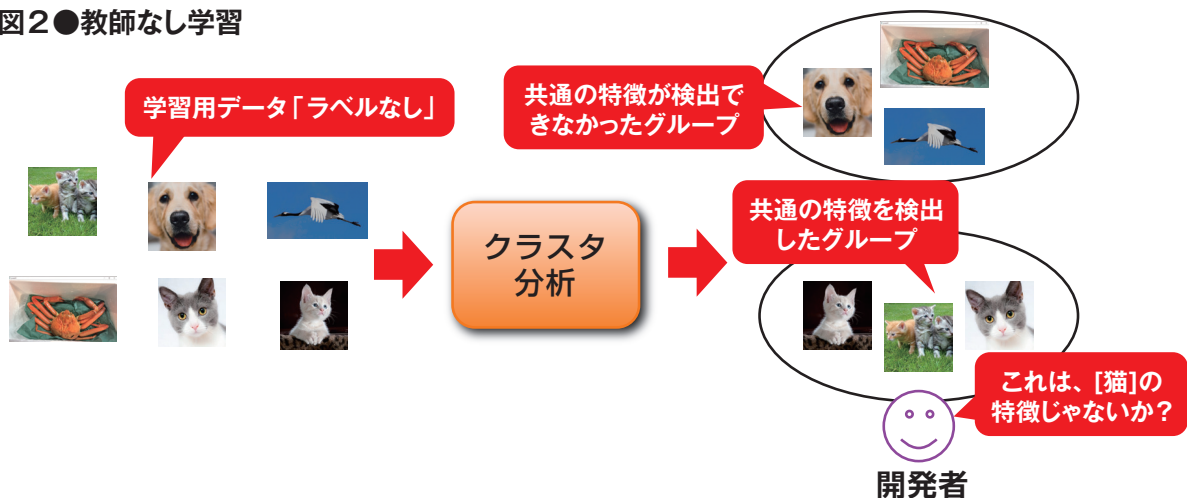 図2●教師なし学習
学習用データ「ラベルなし」
共通の特徴が検出で
きなかったグループ
クラスタ
分析
共通の特徴を検出
したグループ
これは、[猫]の
特徴じゃないか?
開発者